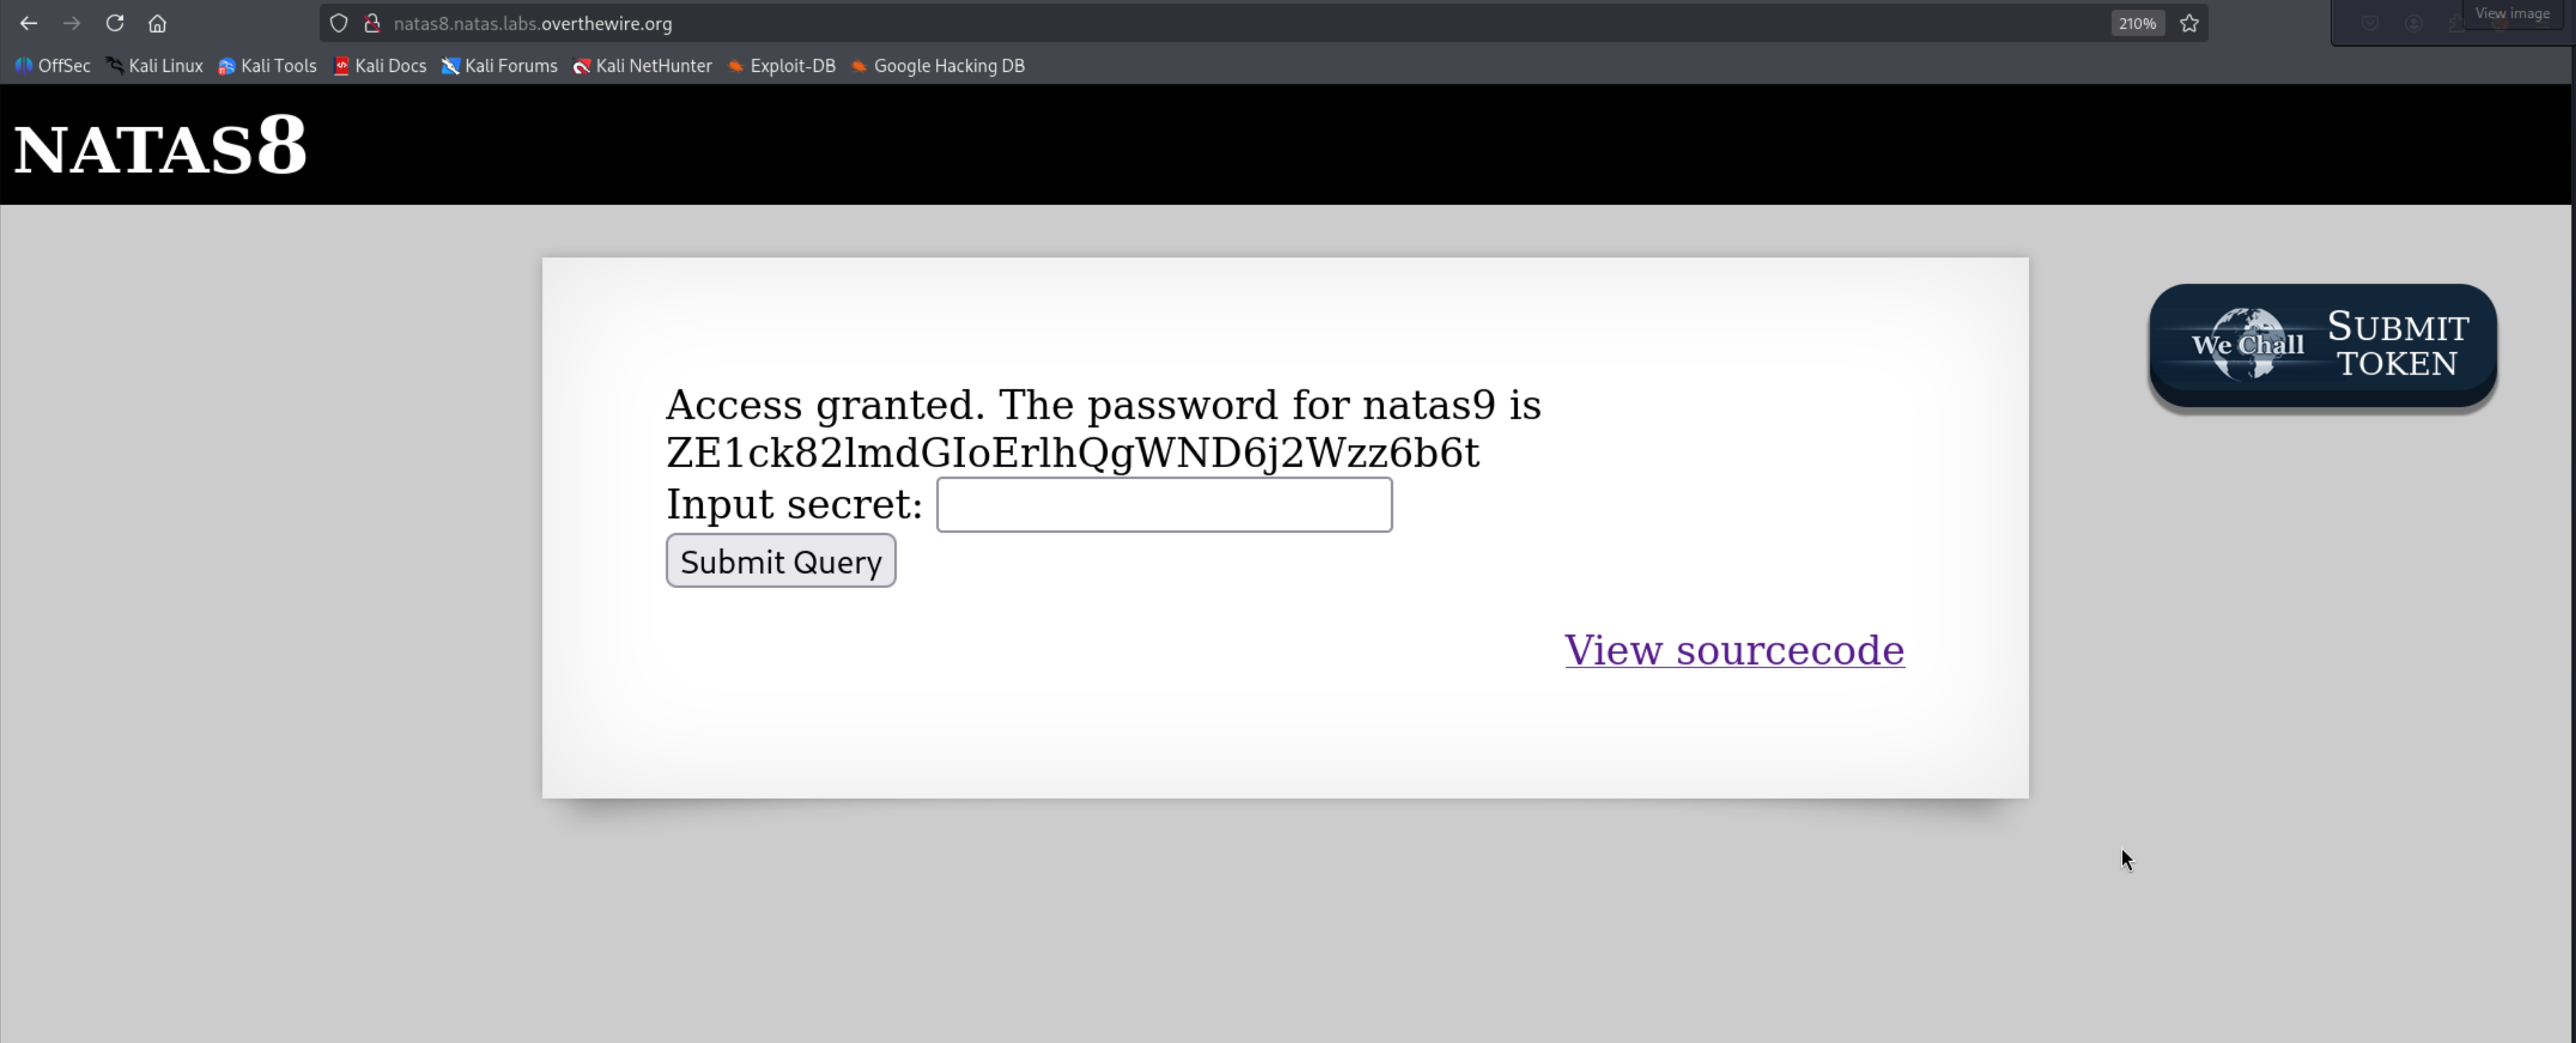 natas8.natas.labs.overthewire.org
210%
View image
OffSec
Kali Linux
Kali Tools
Kali Docs
Kali Forums
Kali NetHunter
Exploit-DB
Google Hacking DB
NATAS8
Access granted. The password for natas9 is
ZE1ck82lmdGIoErlhQgWND6j2Wzz6b6t
Input secret:
Submit Query
View sourcecode
We Chall
SUBMIT
TOKEN